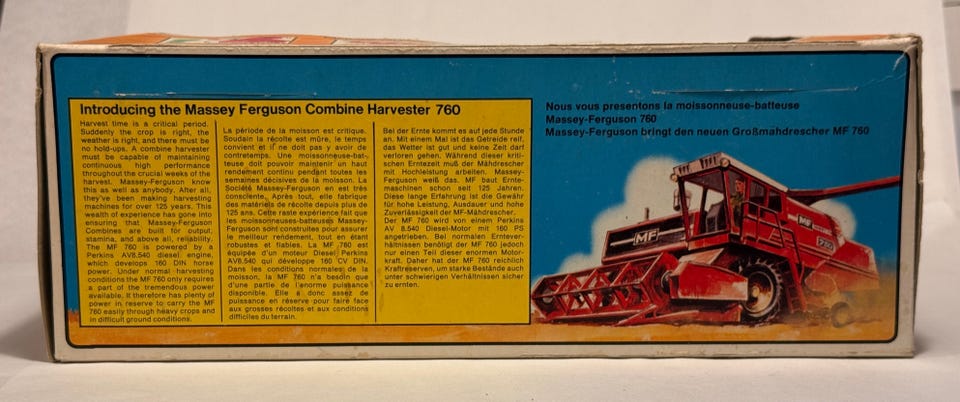 Introducing the Massey Ferguson Combine Harvester 760
Harvest time is a critical period.
Suddenly the crop is right, the
weather is right, and there must be
no hold-ups. A combine harvester
must be capable of maintaining
continuous high performance
throughout the crucial weeks of the
harvest. Massey-Ferguson know
this as well as anybody. After all,
they've been making harvesting
machines for over 125 years. This
wealth of experience has gone into
ensuring that Massey-Ferguson
Combines are built for output,
stamina, and above all, reliability.
The MF 760 is powered by a
Perkins AV8.540 diesel engine,
which develops 160 DIN horse
power. Under normal harvesting
conditions the MF 760 only requires
a part of the tremendous power
available. It therefore has plenty of
power in reserve to carry the MF
760 easily through heavy crops and
in difficult ground conditions.
La période de la moisson est critique.
Soudain la récolte est mûre, le temps
convient et il ne doit pas y avoir de
contretemps. Une moissonneuse-bat-
teuse doit pouvoir maintenir un haut
rendement continu pendant toutes les
semaines décisives de la moisson. La
Société Massey-Ferguson en est très
consciente. Après tout, elle fabrique
des matériels de récolte depuis plus de
125 ans. Cette raste expérience fait que
les moissonneuses-batteuses Massey-
Ferguson sont construites pour assurer
le meilleur rendement, tout en étant
robustes et fiables. La MF 760 est
équipée d'un moteur Diesel Perkins
AV8.540 qui développe 160 CV DIN.
Dans les conditions normales de la
moisson, la MF 760 n'a besoin que
d'une partie de l'énorme puissance
disponible. Elle a donc assez de
puissance en réserve pour faire face
aux grosses récoltes et aux conditions
difficiles du terrain.
Bei der Ernte kommt es auf jede Stunde
an. Mit einem Mal ist das Getreide reif,
das Wetter ist gut und keine Zeit darf
verloren gehen. Während dieser kriti-
schen Erntezeit muß der Mähdrescher
mit Hochleistung arbeiten. Massey-
Ferguson weiß das. MF baut Ernte-
maschinen schon seit 125 Jahren.
Diese lange Erfahrung ist die Gewähr
für hohe Leistung, Ausdauer und hohe
Zuverlässigkeit der MF-Mähdrescher.
Der MF 760 wird von einem Perkins
AV 8.540 Diesel-Motor mit 160 PS
angetrieben. Bei normalen Erntever-
hältnissen benötigt der MF 760 jedoch
nur einen Teil dieser enormen Motor-
kraft. Daher hat der MF 760 reichlich
Kraftreserven, um starke Bestände auch
unter schwierigen Verhältnissen sicher
zu ernten.
Nous vous presentons la moissonneuse-batteuse
Massey-Ferguson 760
Massey-Ferguson bringt den neuen Großmähdrescher MF 760
MF
MF
760